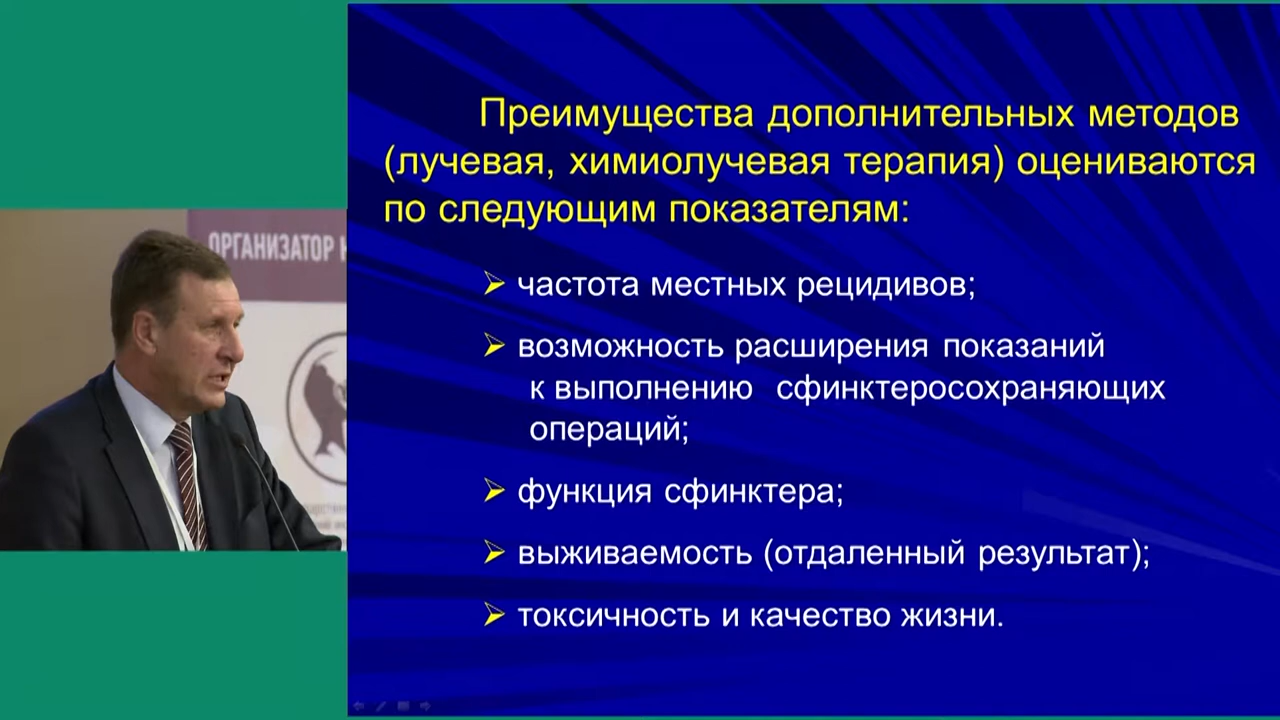 Преимущества дополнительных методов
(лучевая, химиолучевая терапия) оцениваются
по следующим показателям:
частота местных рецидивов;
возможность расширения показаний
к выполнению сфинктеросохраняющих
операций;
функция сфинктера;
выживаемость (отдаленный результат);
токсичность и качество жизни.
ОРГАНИЗАТОР